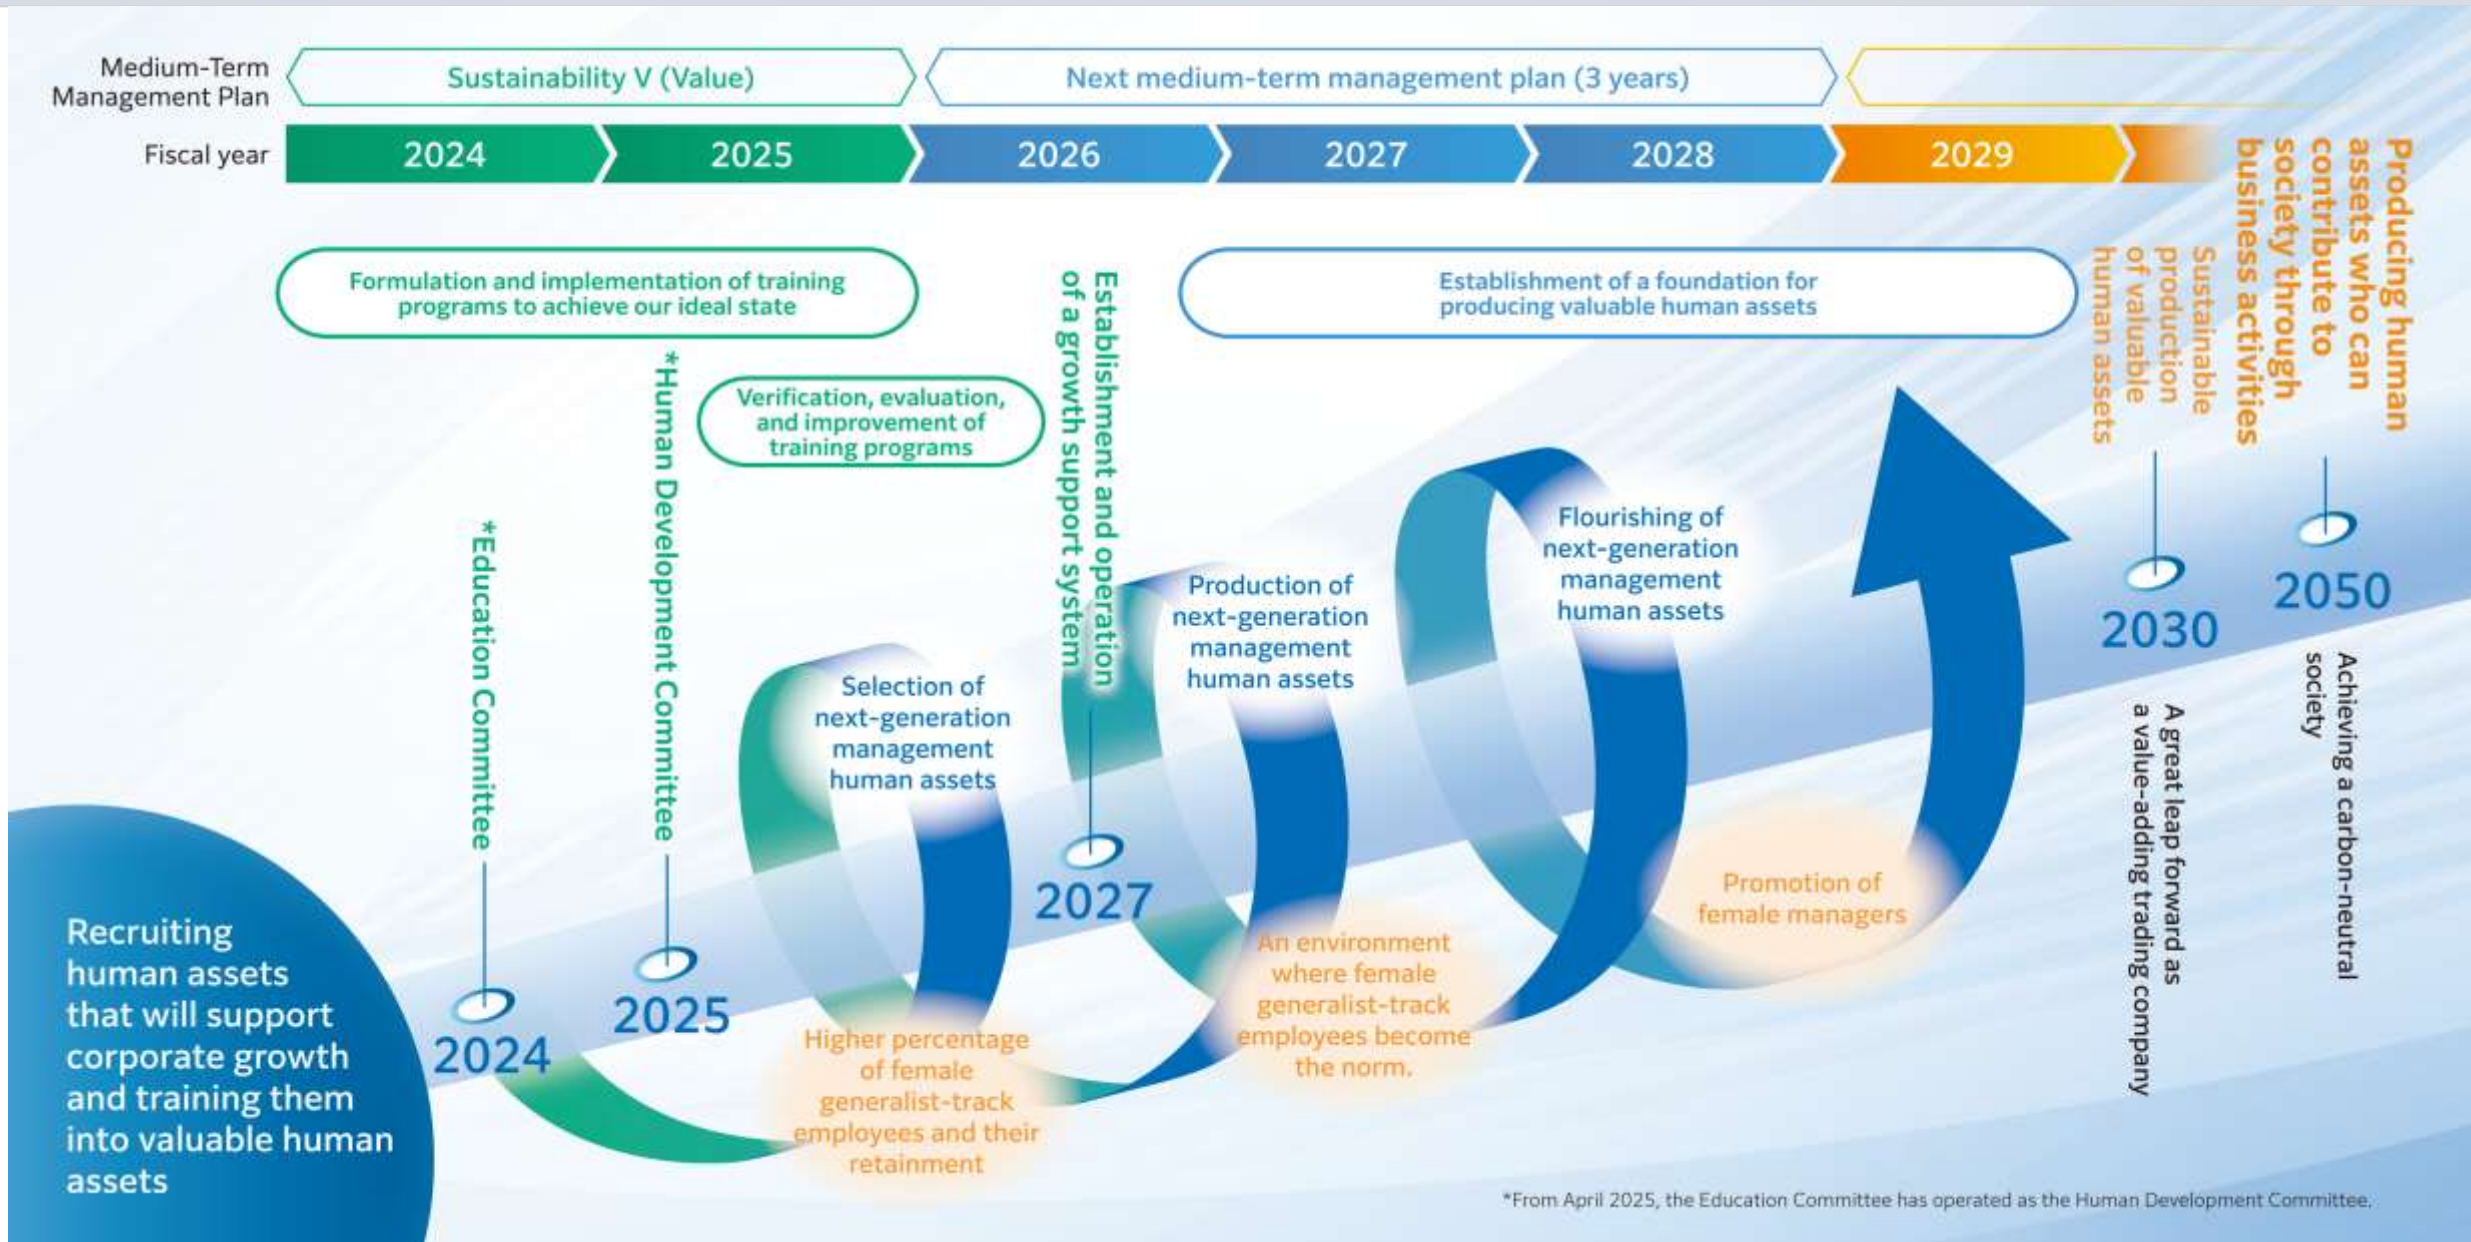 Medium-Term
Management Plan
Sustainability V (Value)
Next medium-term management plan (3 years)
Fiscal year
2024
2025
2026
2027
2028
2029
Formulation and implementation of training
programs to achieve our ideal state
Verification, evaluation,
and improvement of
training programs
Establishment of a foundation for
producing valuable human assets
*Education Committee
*Human Development Committee
Establishment and operation
of a growth support system
Sustainable
production
of valuable
human assets
Producing human
assets who can
contribute to
society through
business activities
Selection of
next-generation
management
human assets
Production of
next-generation
management
human assets
Flourishing of
next-generation
management
human assets
Higher percentage
of female
generalist-track
employees and their
retainment
An environment
where female
generalist-track
employees become
the norm.
Promotion of
female managers
2024
2025
2027
2030
2050
A great leap forward as
a value-adding trading company
Achieving a carbon-neutral
society
Recruiting
human assets
that will support
corporate growth
and training them
into valuable human
assets
*From April 2025, the Education Committee has operated as the Human Development Committee.